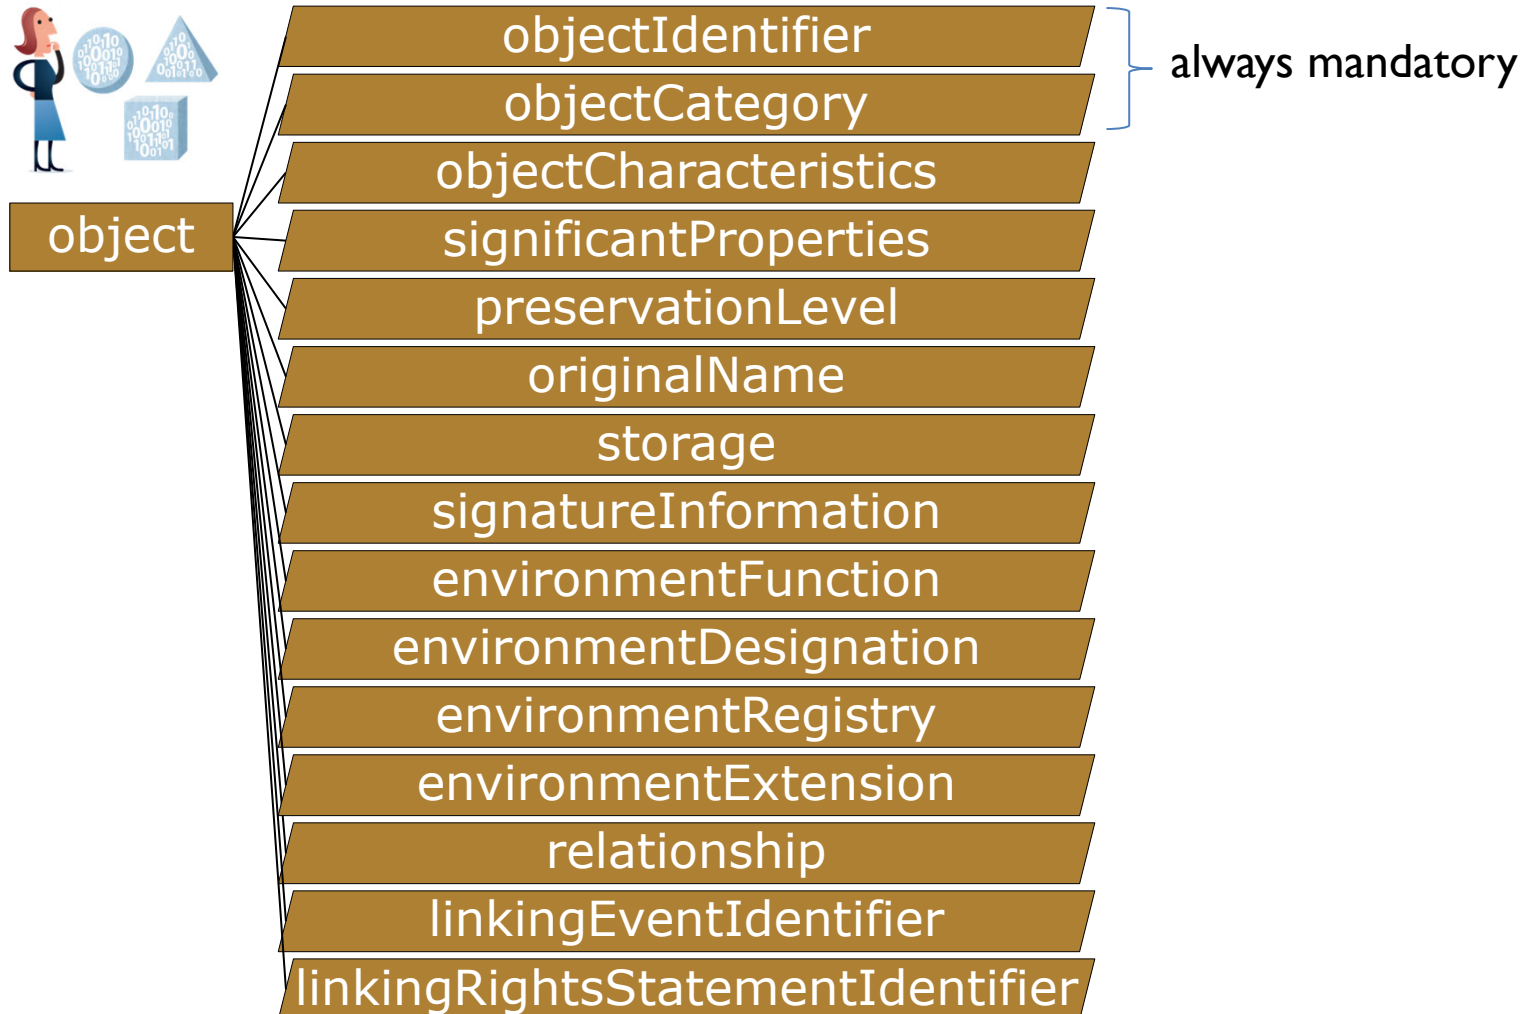 objectIdentifier
always mandatory
objectCategory
objectCharacteristics
object
significantProperties
preservationLevel
originalName
storage
signatureInformation
environmentFunction
environmentDesignation
environmentRegistry
environmentExtension
relationship
linkingEventIdentifier
linkingRightsStatementIdentifier